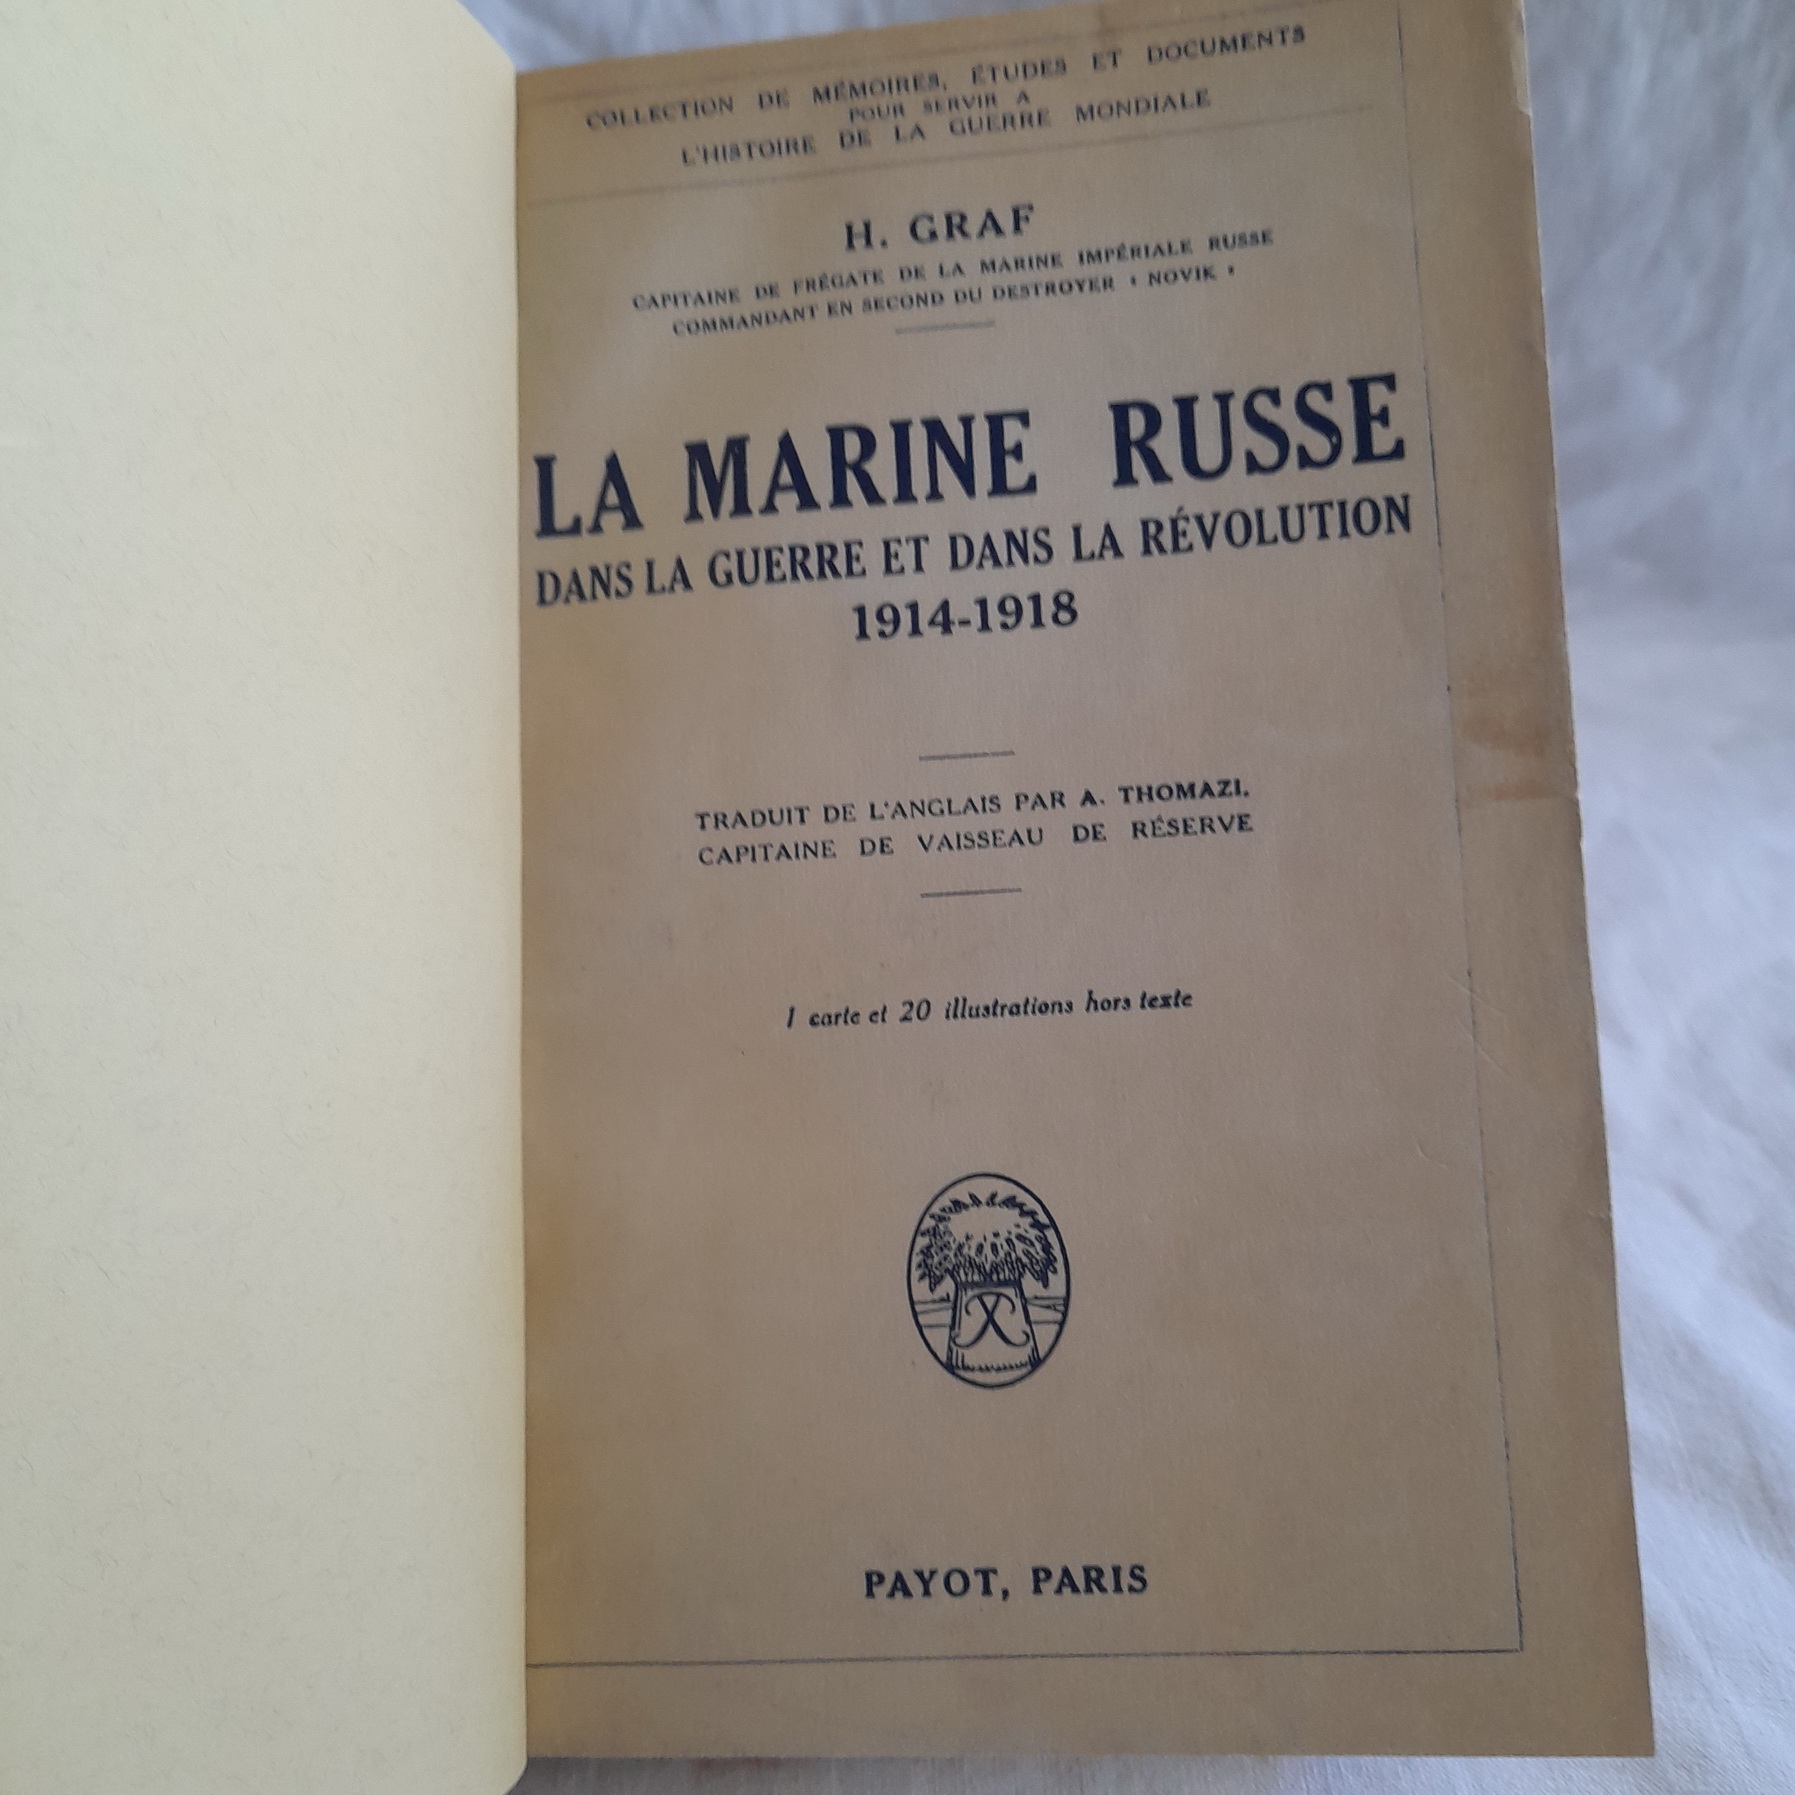 COLLECTION DE MÉMOIRES, ÉTUDES ET DOCUMENTS
POUR SERVIR A
L'HISTOIRE DE LA GUERRE MONDIALE
H. GRAF
CAPITAINE DE FRÉGATE DE LA MARINE IMPÉRIALE RUSSE
COMMANDANT EN SECOND DU DESTROYER « NOVIK »
LA MARINE RUSSE
DANS LA GUERRE ET DANS LA RÉVOLUTION
1914-1918
TRADUIT DE L'ANGLAIS PAR A. THOMAZI,
CAPITAINE DE VAISSEAU DE RÉSERVE
1 carte et 20 illustrations hors texte
PAYOT, PARIS